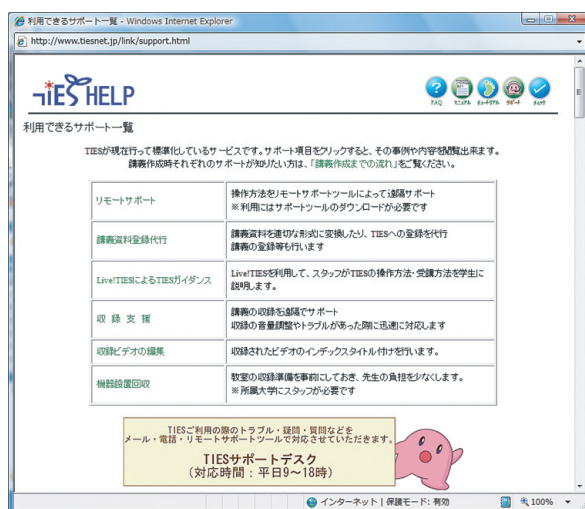 利用できるサポート一覧 - Windows Internet Explorer
http://www.tiesnet.jp/link/support.html
TIES HELP
FAQ マニュアル チュートリアル サポート チェック
利用できるサポート一覧
TIESが現在行って標準化しているサービスです。サポート項目をクリックすると、その事例や内容を閲覧出来ます。
講義作成時それぞれのサポートが知りたい方は、「講義作成までの流れ」をご覧ください。
リモートサポート
操作方法をリモートサポートツールによって遠隔サポート
※利用にはサポートツールのダウンロードが必要です
講義資料登録代行
講義資料を適切な形式に変換したり、TIESへの登録を代行
講義の登録等も行います
Live!TIESによるTIESガイダンス
Live!TIESを利用して、スタッフがTIESの操作方法・受講方法を学生に
説明します。
収 録 支 援
講義の収録を遠隔でサポート
収録の音量調整やトラブルがあった際に迅速に対応します
収録ビデオの編集
収録されたビデオのインデックスタイトル付けを行います。
機器設置回収
教室の収録準備を事前にしておき、先生の負担を少なくします。
※所属大学にスタッフが必要です
TIESご利用の際のトラブル・疑問・質問などを
メール・電話・リモートサポートツールで対応させていただきます。
TIESサポートデスク
(対応時間:平日9～18時)
インターネット | 保護モード: 有効
100%